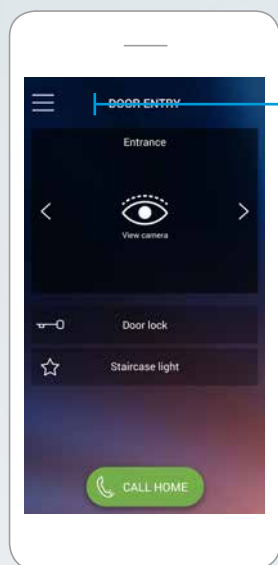 DOOR ENTRY
Entrance
View camera
Door lock
Staircase light
CALL HOME